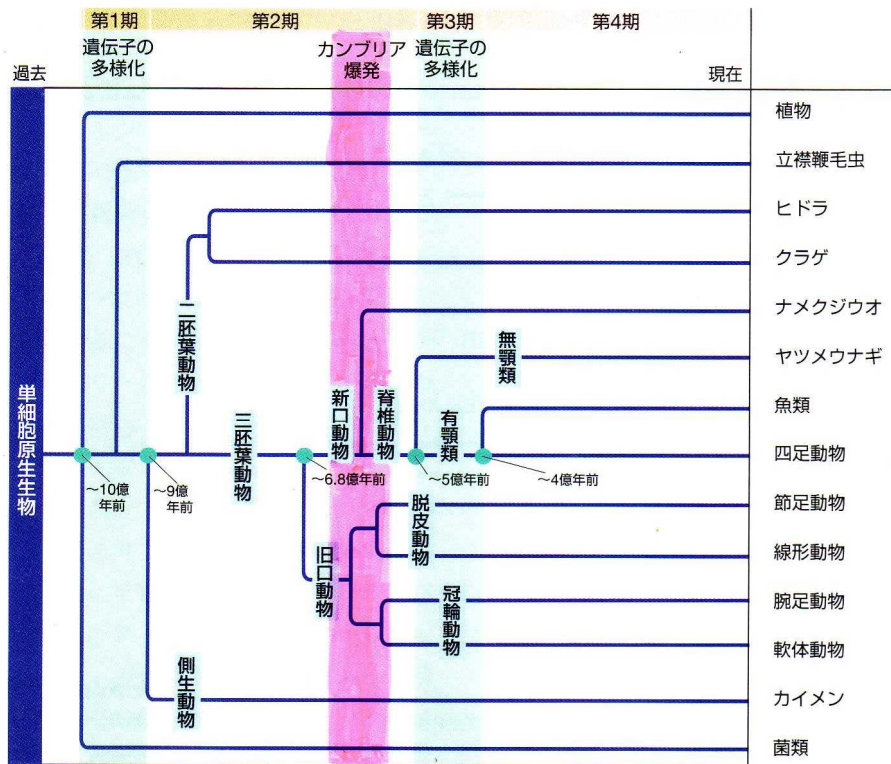 第1期
第2期
第3期
第4期
遺伝子の
多様化
カンブリア
爆発
遺伝子の
多様化
過去
現在
植物
立襟鞭毛虫
ヒドラ
クラゲ
ナメクジウオ
ヤツメウナギ
魚類
四足動物
節足動物
線形動物
腕足動物
軟体動物
カイメン
菌類
単細胞原生生物
二胚葉動物
三胚葉動物
新口動物
脊椎動物
無顎類
有顎類
旧口動物
脱皮動物
冠輪動物
側生動物
〜10億
年前
〜9億
年前
〜6.8億年前
〜5億年前
〜4億年前